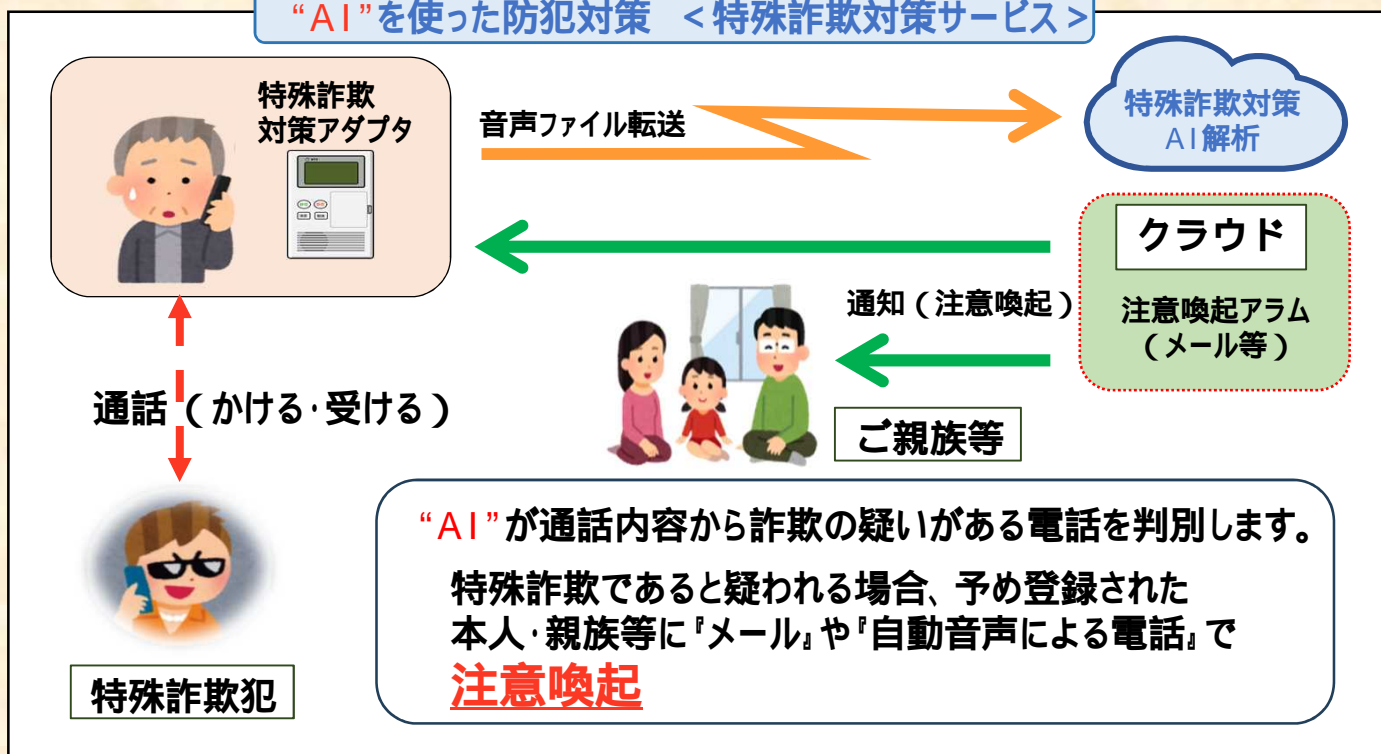 “AI”を使った防犯対策　＜特殊詐欺対策サービス＞
特殊詐欺
対策アダプタ
音声ファイル転送
特殊詐欺対策
AI解析
クラウド
注意喚起アラム
（メール等）
通知（注意喚起）
ご親族等
通話（かける・受ける）
特殊詐欺犯
“AI”が通話内容から詐欺の疑いがある電話を判別します。
特殊詐欺であると疑われる場合、予め登録された
本人・親族等に『メール』や『自動音声による電話』で
注意喚起